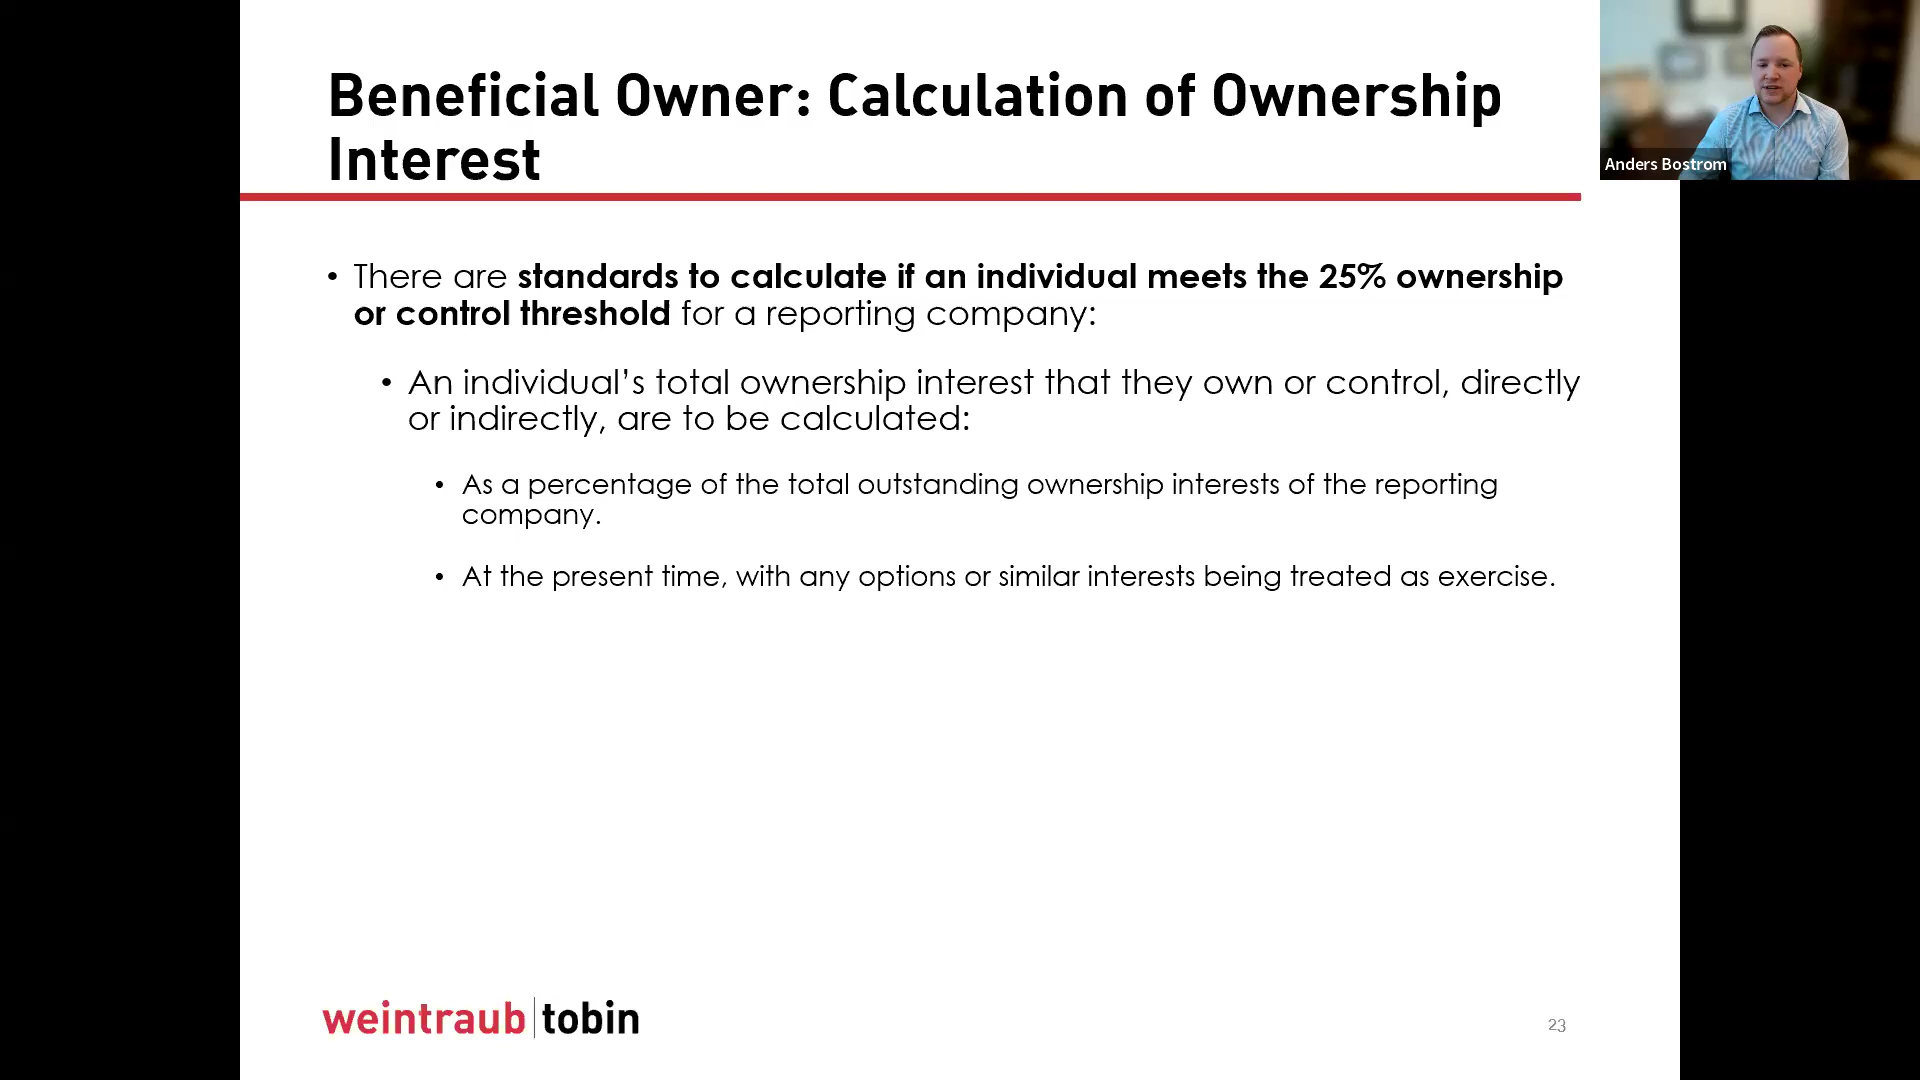 Beneficial Owner: Calculation of Ownership
Interest
Anders Bostrom
• There are standards to calculate if an individual meets the 25% ownership
or control threshold for a reporting company:
• An individual’s total ownership interest that they own or control, directly
or indirectly, are to be calculated:
• As a percentage of the total outstanding ownership interests of the reporting
company.
• At the present time, with any options or similar interests being treated as exercise.
weintraub|tobin
23